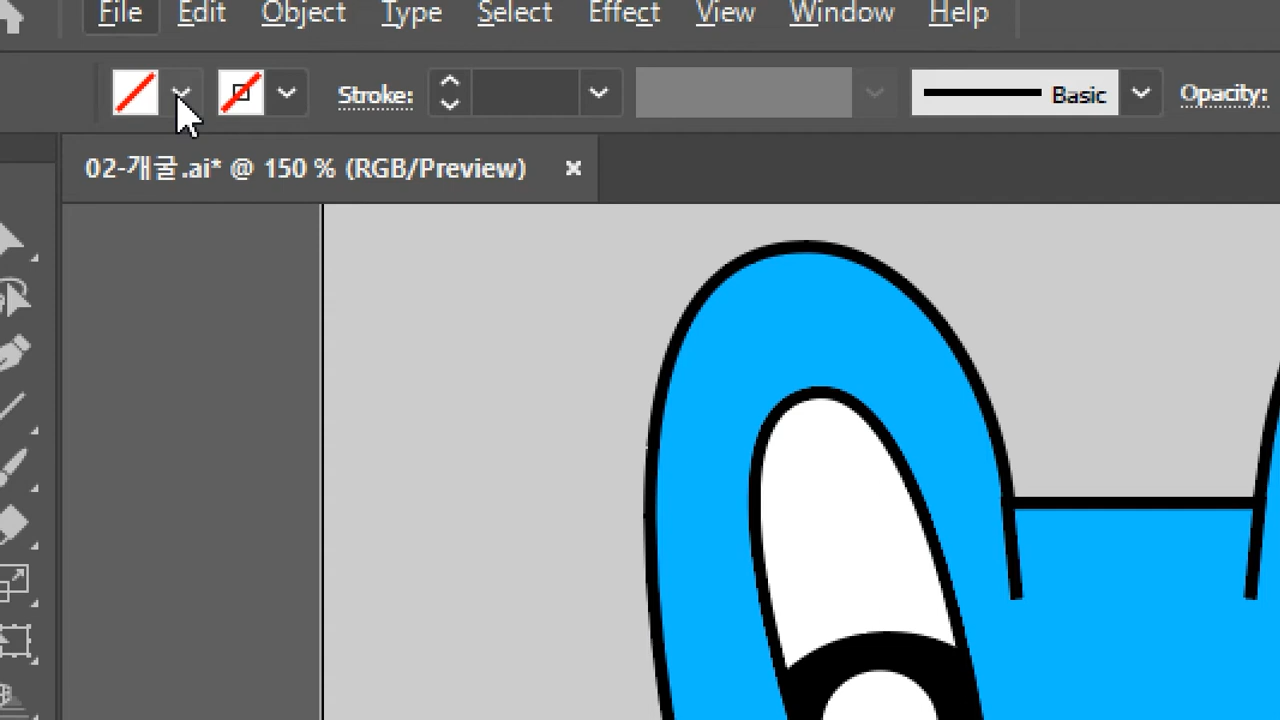 File Edit Object Type Select Effect View Window Help
Stroke: Basic Opacity:
02-개굴.ai* @ 150 % (RGB/Preview) ×